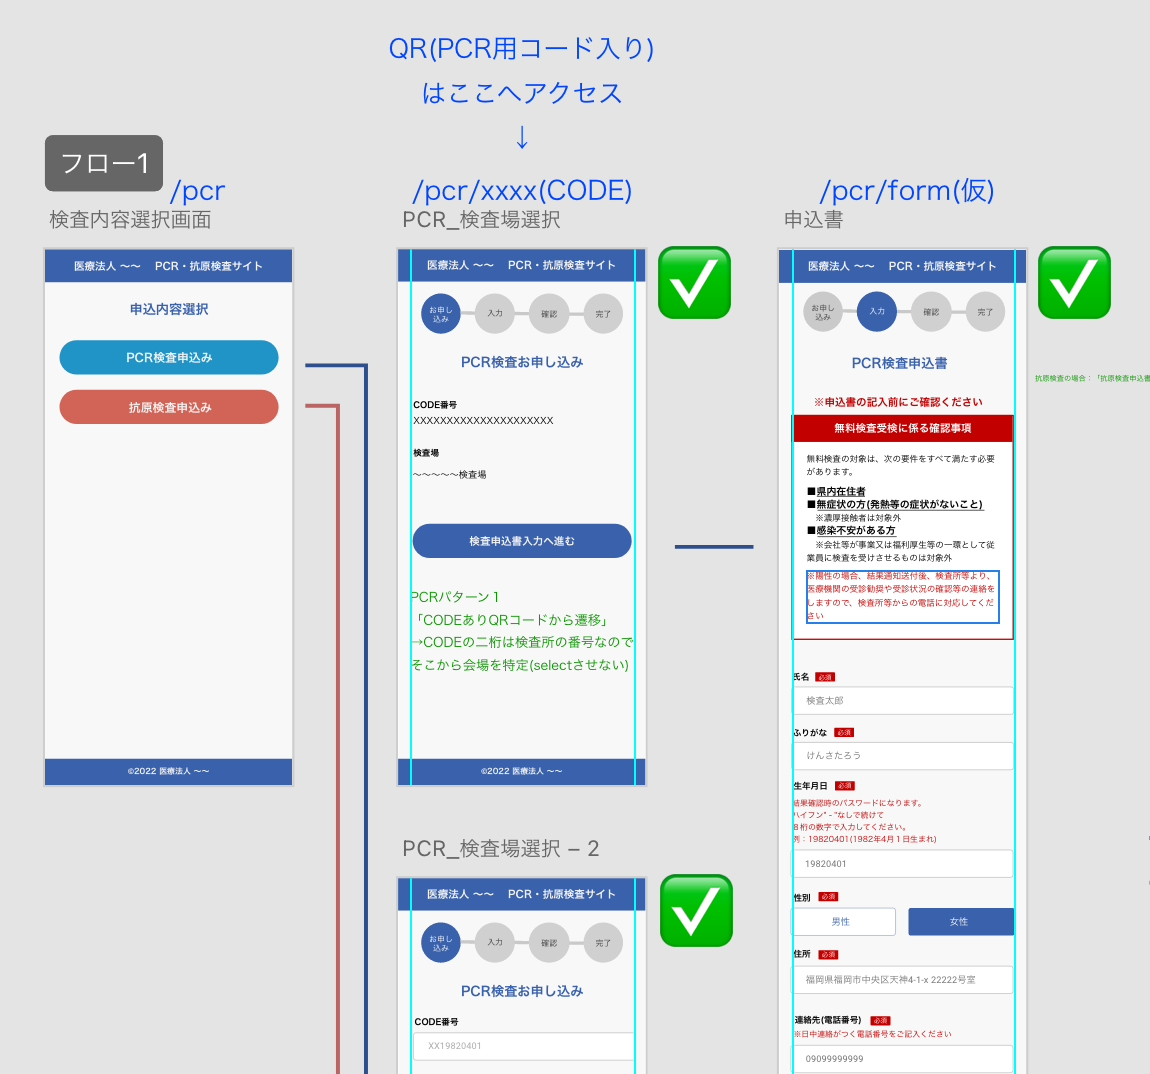 QR(PCR用コード入り)
はここへアクセス
↓
フロー1
/pcr
検査内容選択画面
医療法人 〜〜　PCR・抗原検査サイト
申込内容選択
PCR検査申込み
抗原検査申込み
©2022 医療法人 〜〜
/pcr/xxxx(CODE)
PCR_検査場選択
医療法人 〜〜　PCR・抗原検査サイト
お申し
込み
入力
確認
完了
PCR検査お申し込み
CODE番号
XXXXXXXXXXXXXXXXXXXXX
検査場
〜〜〜〜〜検査場
検査申込書入力へ進む
PCRパターン1
「CODEありQRコードから遷移」
→CODEの二桁は検査所の番号なので
そこから会場を特定(selectさせない)
©2022 医療法人 〜〜
PCR_検査場選択 – 2
医療法人 〜〜　PCR・抗原検査サイト
お申し
込み
入力
確認
完了
PCR検査お申し込み
CODE番号
XX19820401
/pcr/form(仮)
申込書
医療法人 〜〜　PCR・抗原検査サイト
お申し
込み
入力
確認
完了
PCR検査申込書
※申込書の記入前にご確認ください
無料検査受検に係る確認事項
無料検査の対象は、次の要件をすべて満たす必要
があります。
■県内在住者
■無症状の方(発熱等の症状がないこと)
※濃厚接触者は対象外
■感染不安がある方
※会社等が事業又は福利厚生等の一環として従
業員に検査を受けさせるものは対象外
※陽性の場合、結果通知送付後、検査所等より、
医療機関の受診勧奨や受診状況の確認等の連絡を
しますので、検査所等からの電話に対応してくだ
さい
氏名 必須
検査太郎
ふりがな 必須
けんさたろう
生年月日 必須
結果確認時のパスワードになります。
ハイフン"-"なしで続けて
8桁の数字で入力してください。
例：19820401(1982年4月1日生まれ)
19820401
性別 必須
男性
女性
住所 必須
福岡県福岡市中央区天神4-1-x 22222号室
連絡先(電話番号) 必須
※日中連絡がつく電話番号をご記入ください
09099999999
抗原検査の場合：「抗原検査申込書